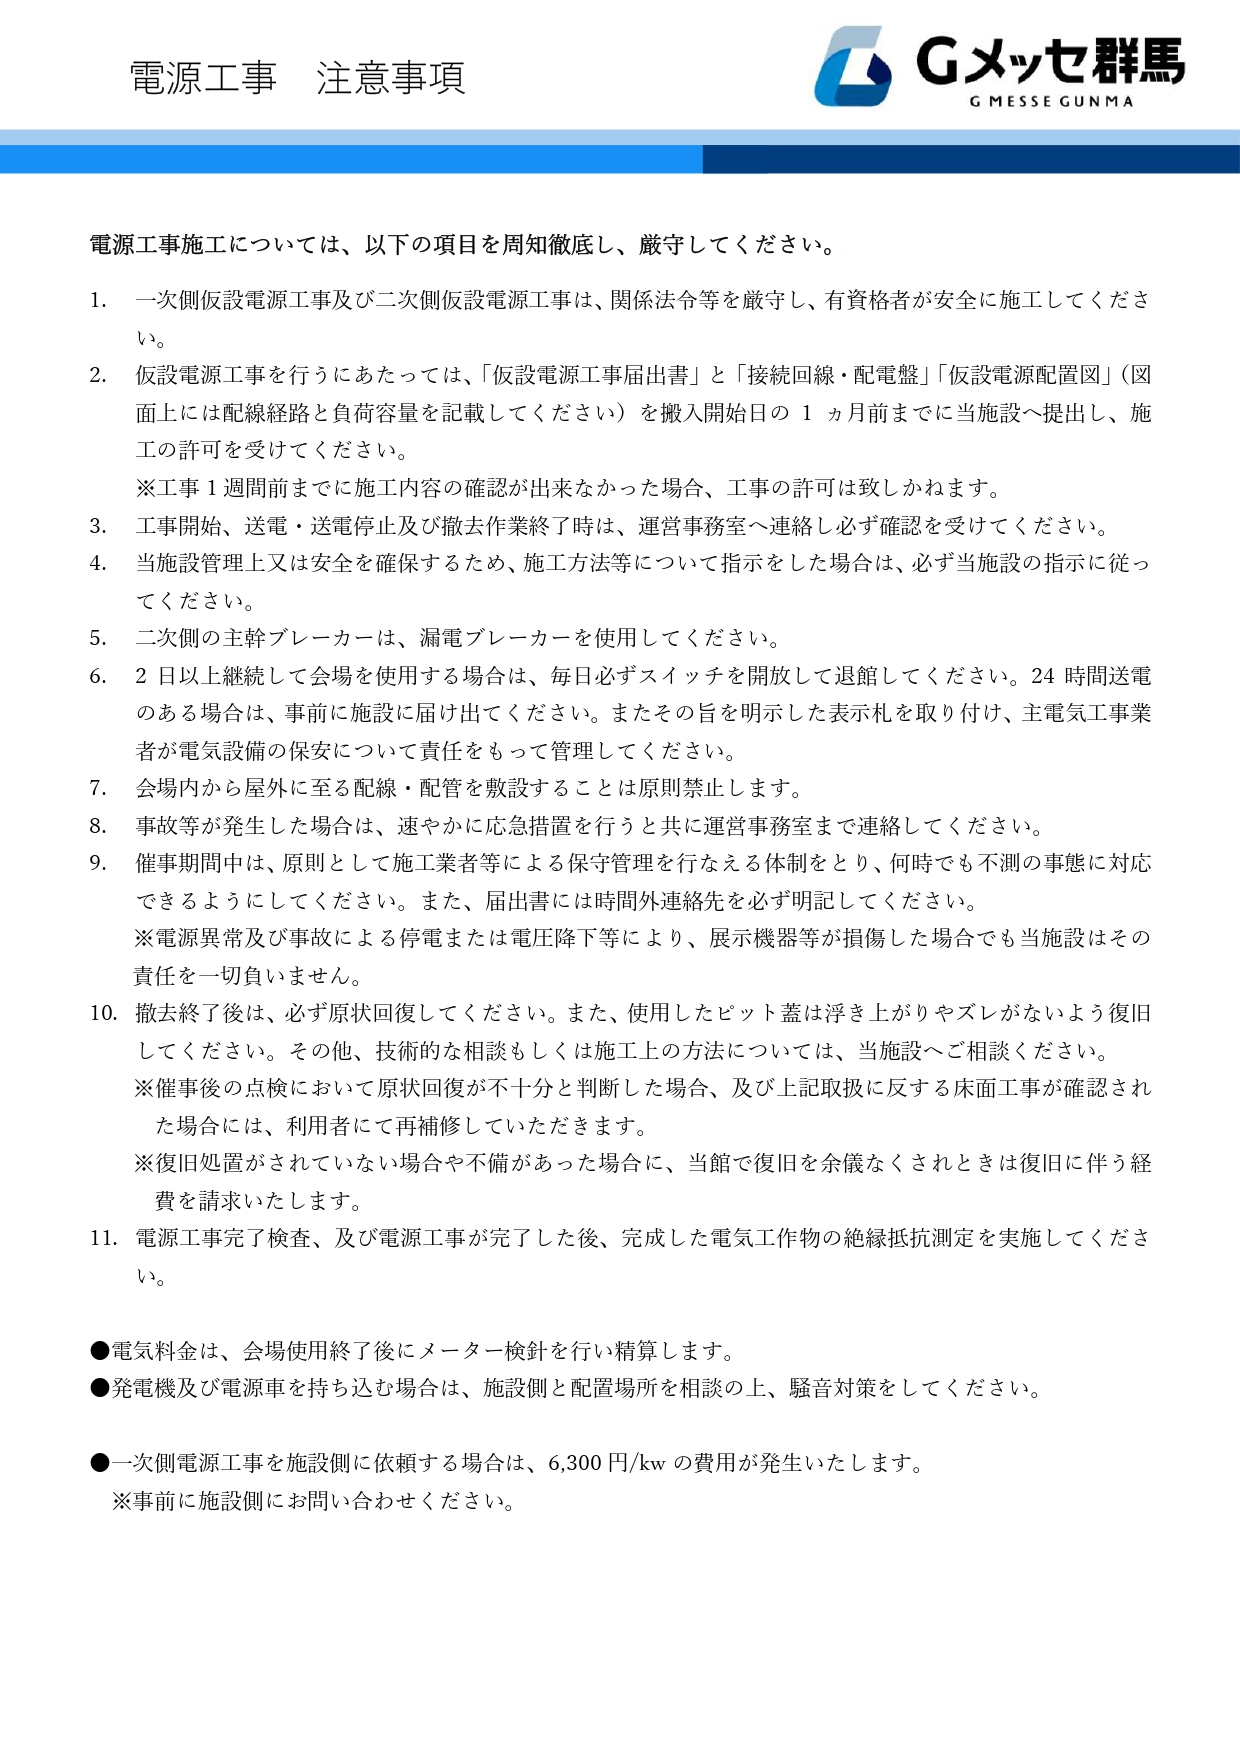 電源工事　注意事項
Gメッセ群馬
G MESSE GUNMA
電源工事施工については、以下の項目を周知徹底し、厳守してください。
1. 一次側仮設電源工事及び二次側仮設電源工事は、関係法令等を厳守し、有資格者が安全に施工してくださ
い。
2. 仮設電源工事を行うにあたっては、「仮設電源工事届出書」と「接続回線・配電盤」「仮設電源配置図」（図
面上には配線経路と負荷容量を記載してください）を搬入開始日の 1 ヵ月前までに当施設へ提出し、施
工の許可を受けてください。
※工事 1 週間前までに施工内容の確認が出来なかった場合、工事の許可は致しかねます。
3. 工事開始、送電・送電停止及び撤去作業終了時は、運営事務室へ連絡し必ず確認を受けてください。
4. 当施設管理上又は安全を確保するため、施工方法等について指示をした場合は、必ず当施設の指示に従っ
てください。
5. 二次側の主幹ブレーカーは、漏電ブレーカーを使用してください。
6. 2 日以上継続して会場を使用する場合は、毎日必ずスイッチを開放して退館してください。24 時間送電
のある場合は、事前に施設に届け出てください。またその旨を明示した表示札を取り付け、主電気工事業
者が電気設備の保安について責任をもって管理してください。
7. 会場内から屋外に至る配線・配管を敷設することは原則禁止します。
8. 事故等が発生した場合は、速やかに応急措置を行うと共に運営事務室まで連絡してください。
9. 催事期間中は、原則として施工業者等による保守管理を行なえる体制をとり、何時でも不測の事態に対応
できるようにしてください。また、届出書には時間外連絡先を必ず明記してください。
※電源異常及び事故による停電または電圧降下等により、展示機器等が損傷した場合でも当施設はその
責任を一切負いません。
10. 撤去終了後は、必ず原状回復してください。また、使用したピット蓋は浮き上がりやズレがないよう復旧
してください。その他、技術的な相談もしくは施工上の方法については、当施設へご相談ください。
※催事後の点検において原状回復が不十分と判断した場合、及び上記取扱に反する床面工事が確認され
た場合には、利用者にて再補修していただきます。
※復旧処置がされていない場合や不備があった場合に、当館で復旧を余儀なくされときは復旧に伴う経
費を請求いたします。
11. 電源工事完了検査、及び電源工事が完了した後、完成した電気工作物の絶縁抵抗測定を実施してくださ
い。
●電気料金は、会場使用終了後にメーター検針を行い精算します。
●発電機及び電源車を持ち込む場合は、施設側と配置場所を相談の上、騒音対策をしてください。
●一次側電源工事を施設側に依頼する場合は、6,300 円/kw の費用が発生いたします。
※事前に施設側にお問い合わせください。